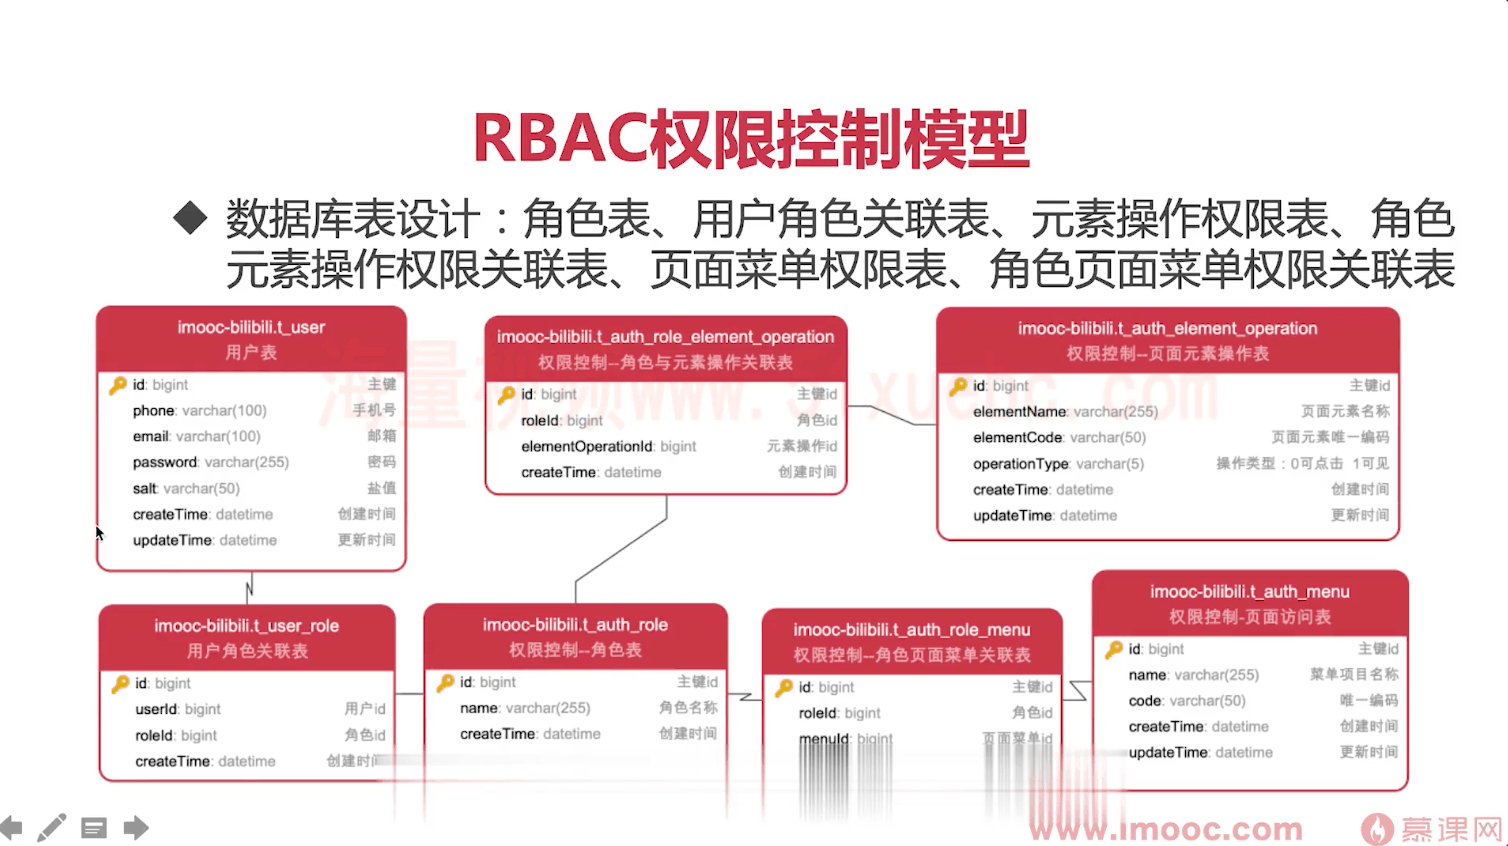 RBAC权限控制模型
数据库表设计：角色表、用户角色关联表、元素操作权限表、角色
元素操作权限关联表、页面菜单权限表、角色页面菜单权限关联表
imooc-bilibili.t_user
用户表
id: bigint 主键
phone: varchar(100) 手机号
email: varchar(100) 邮箱
password: varchar(255) 密码
salt: varchar(50) 盐值
createTime: datetime 创建时间
updateTime: datetime 更新时间
imooc-bilibili.t_auth_role_element_operation
权限控制--角色与元素操作关联表
id: bigint 主键id
roleId: bigint 角色id
elementOperationId: bigint 元素操作id
createTime: datetime 创建时间
imooc-bilibili.t_auth_element_operation
权限控制--页面元素操作表
id: bigint 主键id
elementName: varchar(255) 页面元素名称
elementCode: varchar(50) 页面元素唯一编码
operationType: varchar(5) 操作类型：0可点击 1可见
createTime: datetime 创建时间
updateTime: datetime 更新时间
imooc-bilibili.t_user_role
用户角色关联表
id: bigint
userId: bigint 用户id
roleId: bigint 角色id
createTime: datetime 创建时间
imooc-bilibili.t_auth_role
权限控制--角色表
id: bigint 主键id
name: varchar(255) 角色名称
createTime: datetime 创建时间
imooc-bilibili.t_auth_role_menu
权限控制--角色页面菜单关联表
id: bigint 主键id
roleId: bigint 角色id
menuId: bigint 页面菜单id
imooc-bilibili.t_auth_menu
权限控制-页面访问表
id: bigint 主键id
name: varchar(255) 菜单项目名称
code: varchar(50) 唯一编码
createTime: datetime 创建时间
updateTime: datetime 更新时间
www.imooc.com
慕课网